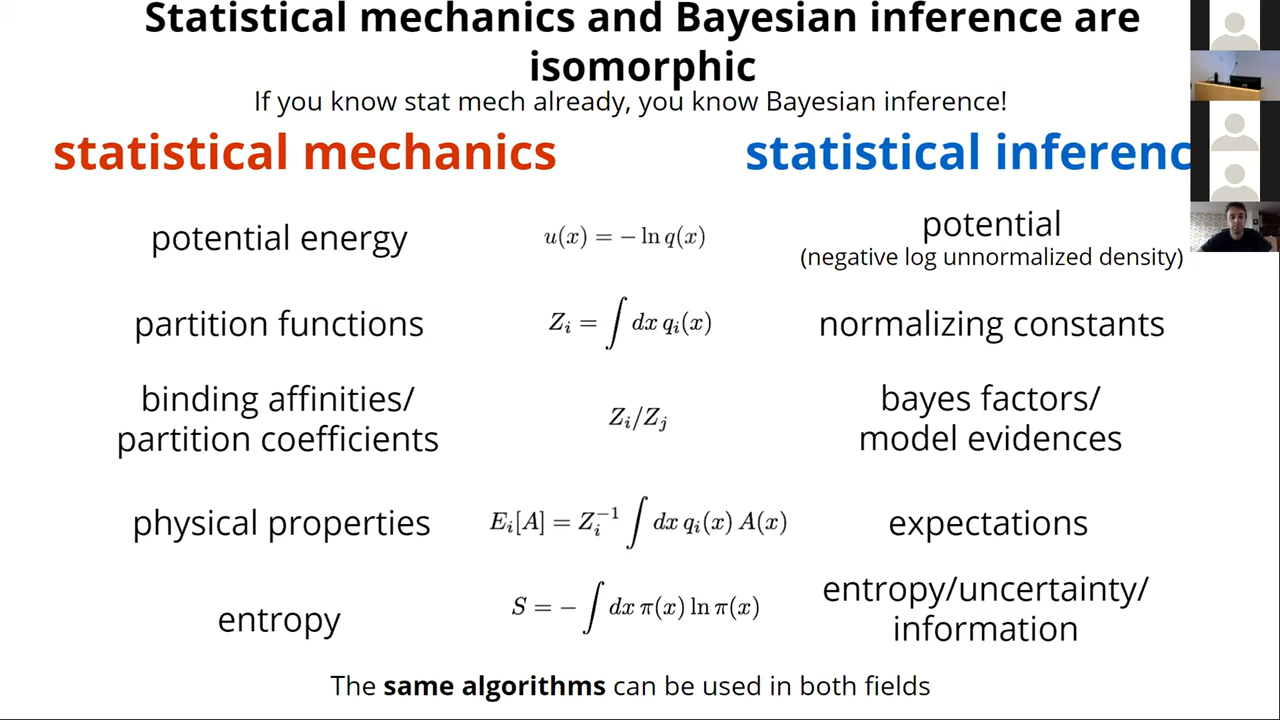 Statistical mechanics and Bayesian inference are
isomorphic
If you know stat mech already, you know Bayesian inference!
statistical mechanics
statistical inferenc
potential energy
u(x) = − ln q(x)
potential
(negative log unnormalized density)
partition functions
Z_i = ∫ dx q_i(x)
normalizing constants
binding affinities/
partition coefficients
Z_i/Z_j
bayes factors/
model evidences
physical properties
E_i[A] = Z_i^{−1} ∫ dx q_i(x) A(x)
expectations
entropy
S = − ∫ dx π(x) ln π(x)
entropy/uncertainty/
information
The same algorithms can be used in both fields